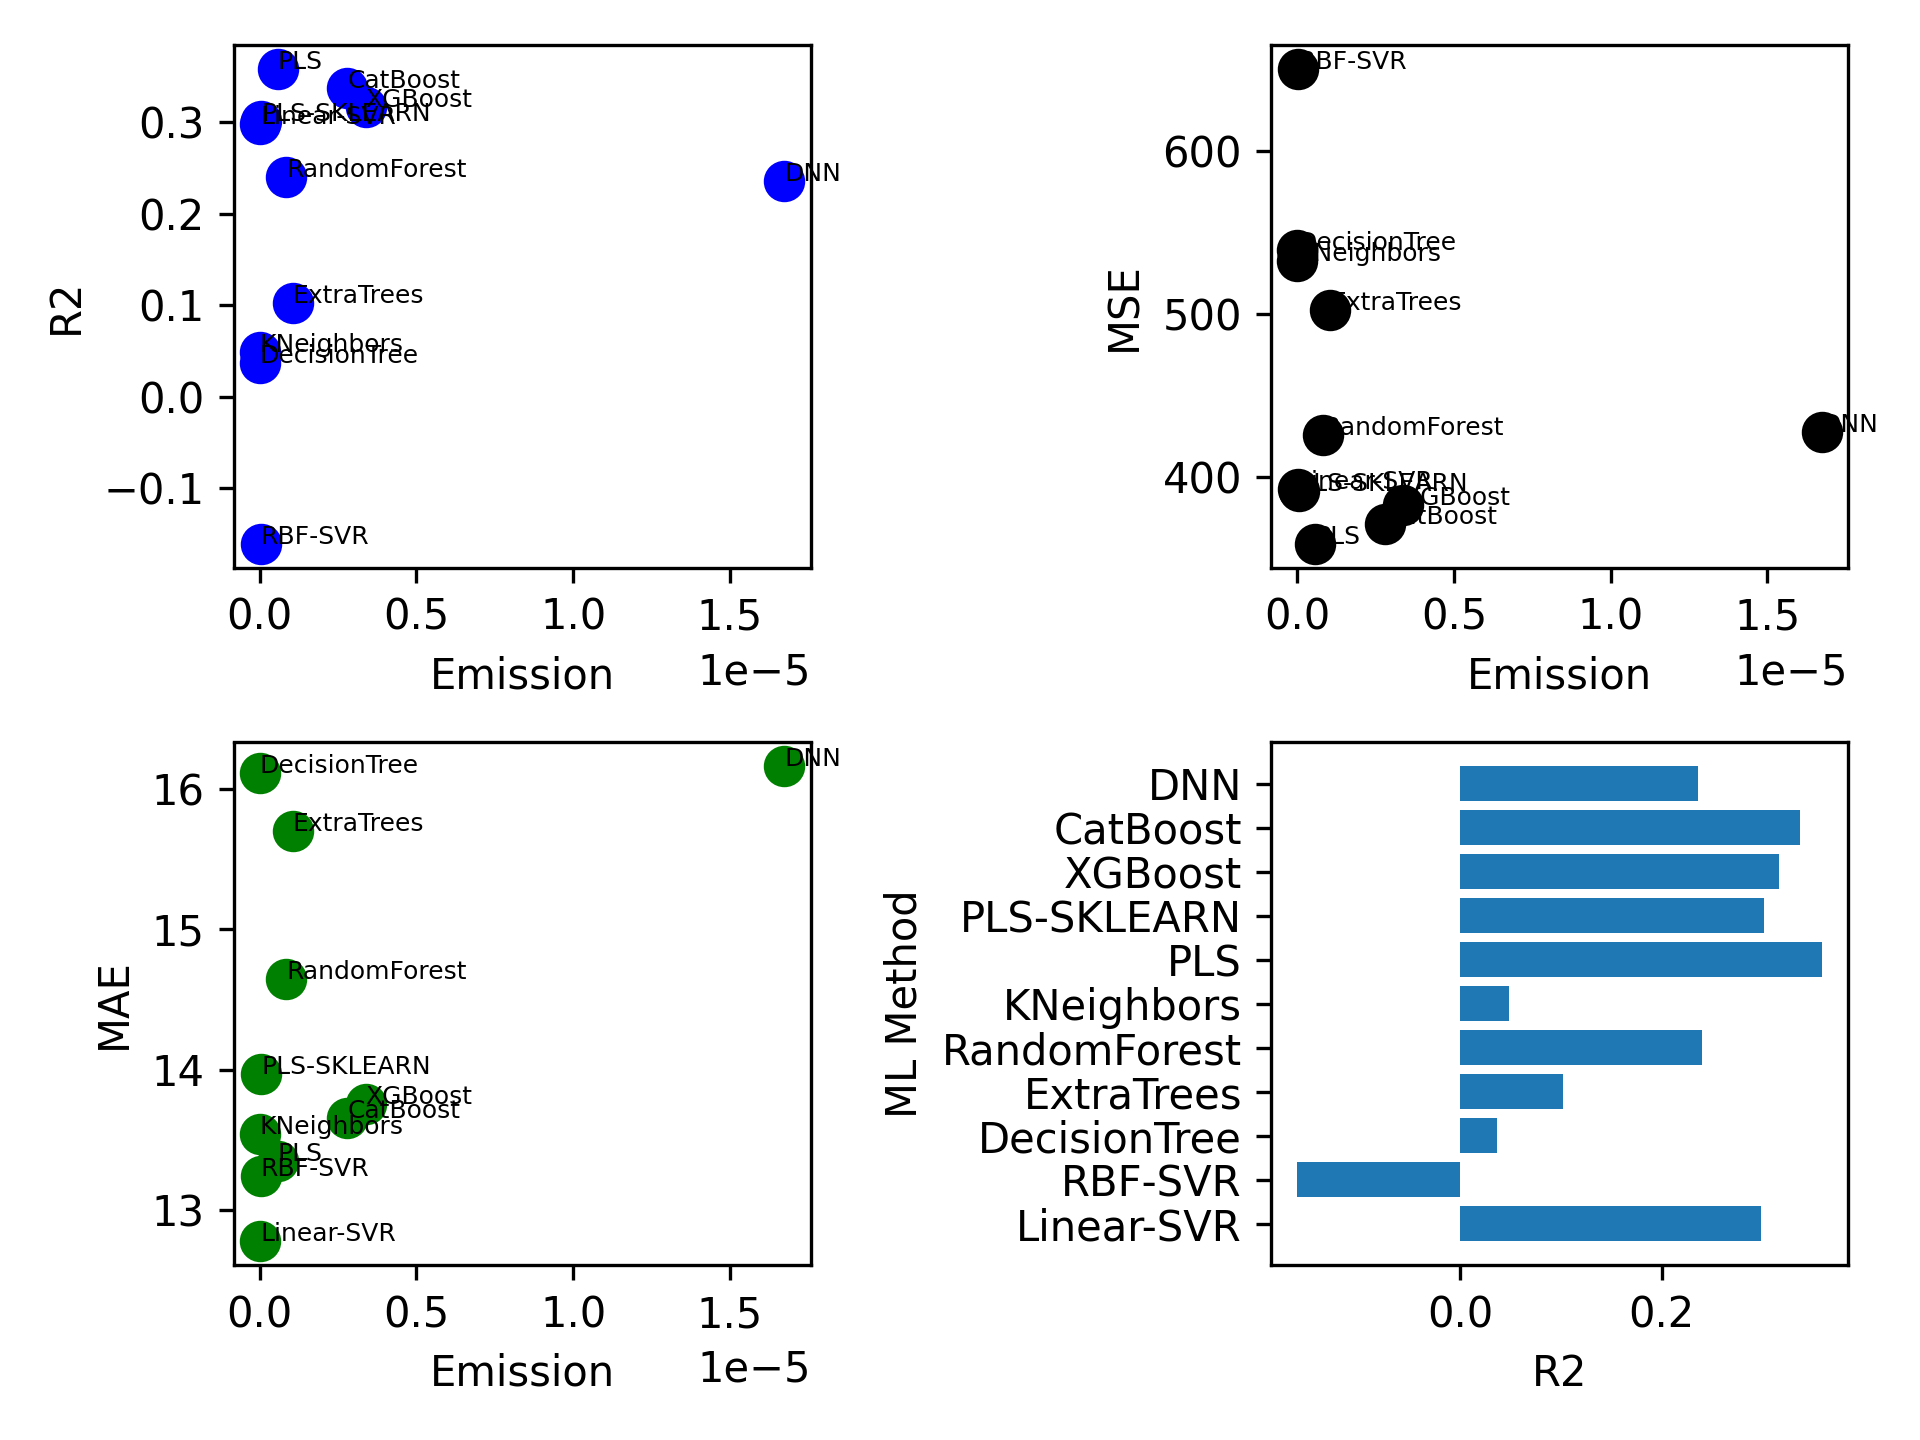 R2
0.3
0.2
0.1
0.0
−0.1
PLS
CatBoost
XGBoost
PLS-SKLEARN
Linear-SVR
RandomForest
DNN
ExtraTrees
KNeighbors
DecisionTree
RBF-SVR
0.0 0.5 1.0 1.5
Emission 1e−5
MSE
600
500
400
RBF-SVR
DecisionTree
KNeighbors
ExtraTrees
RandomForest
DNN
Linear-SVR
PLS-SKLEARN
XGBoost
CatBoost
PLS
0.0 0.5 1.0 1.5
Emission 1e−5
MAE
16
15
14
13
DecisionTree
DNN
ExtraTrees
RandomForest
PLS-SKLEARN
XGBoost
CatBoost
KNeighbors
PLS
RBF-SVR
Linear-SVR
0.0 0.5 1.0 1.5
Emission 1e−5
ML Method
DNN
CatBoost
XGBoost
PLS-SKLEARN
PLS
KNeighbors
RandomForest
ExtraTrees
DecisionTree
RBF-SVR
Linear-SVR
0.0 0.2
R2